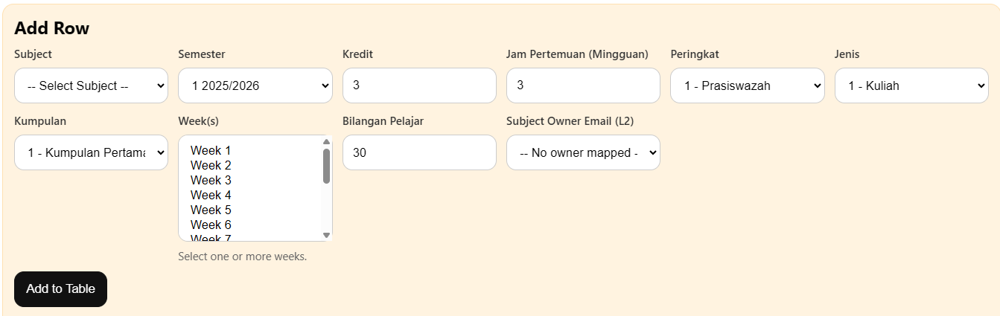 Add Row
Subject Semester Kredit Jam Pertemuan (Mingguan) Peringkat Jenis
-- Select Subject -- 1 2025/2026 3 3 1 - Prasiswazah 1 - Kuliah
Kumpulan Week(s) Bilangan Pelajar Subject Owner Email (L2)
1 - Kumpulan Pertama 30 -- No owner mapped -
Week 1
Week 2
Week 3
Week 4
Week 5
Week 6
Week 7
Select one or more weeks.
Add to Table